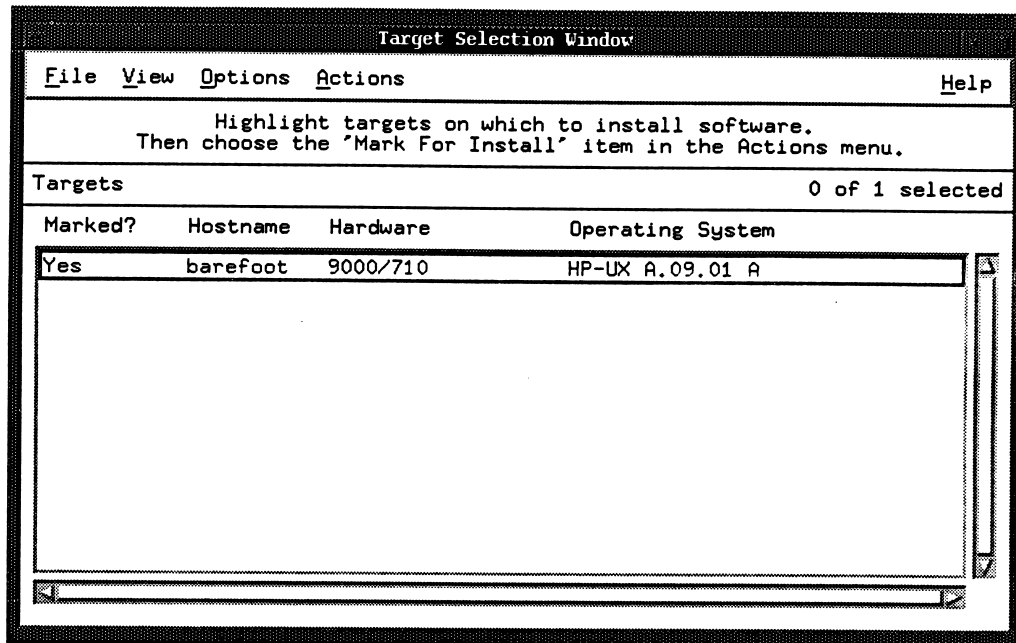 Target Selection Window
File View Options Actions Help
Highlight targets on which to install software.
Then choose the 'Mark For Install' item in the Actions menu.
Targets 0 of 1 selected
Marked? Hostname Hardware Operating System
Yes barefoot 9000/710 HP-UX A.09.01 A